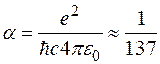 α = e² / ħc4πε₀ ≈ 1/137